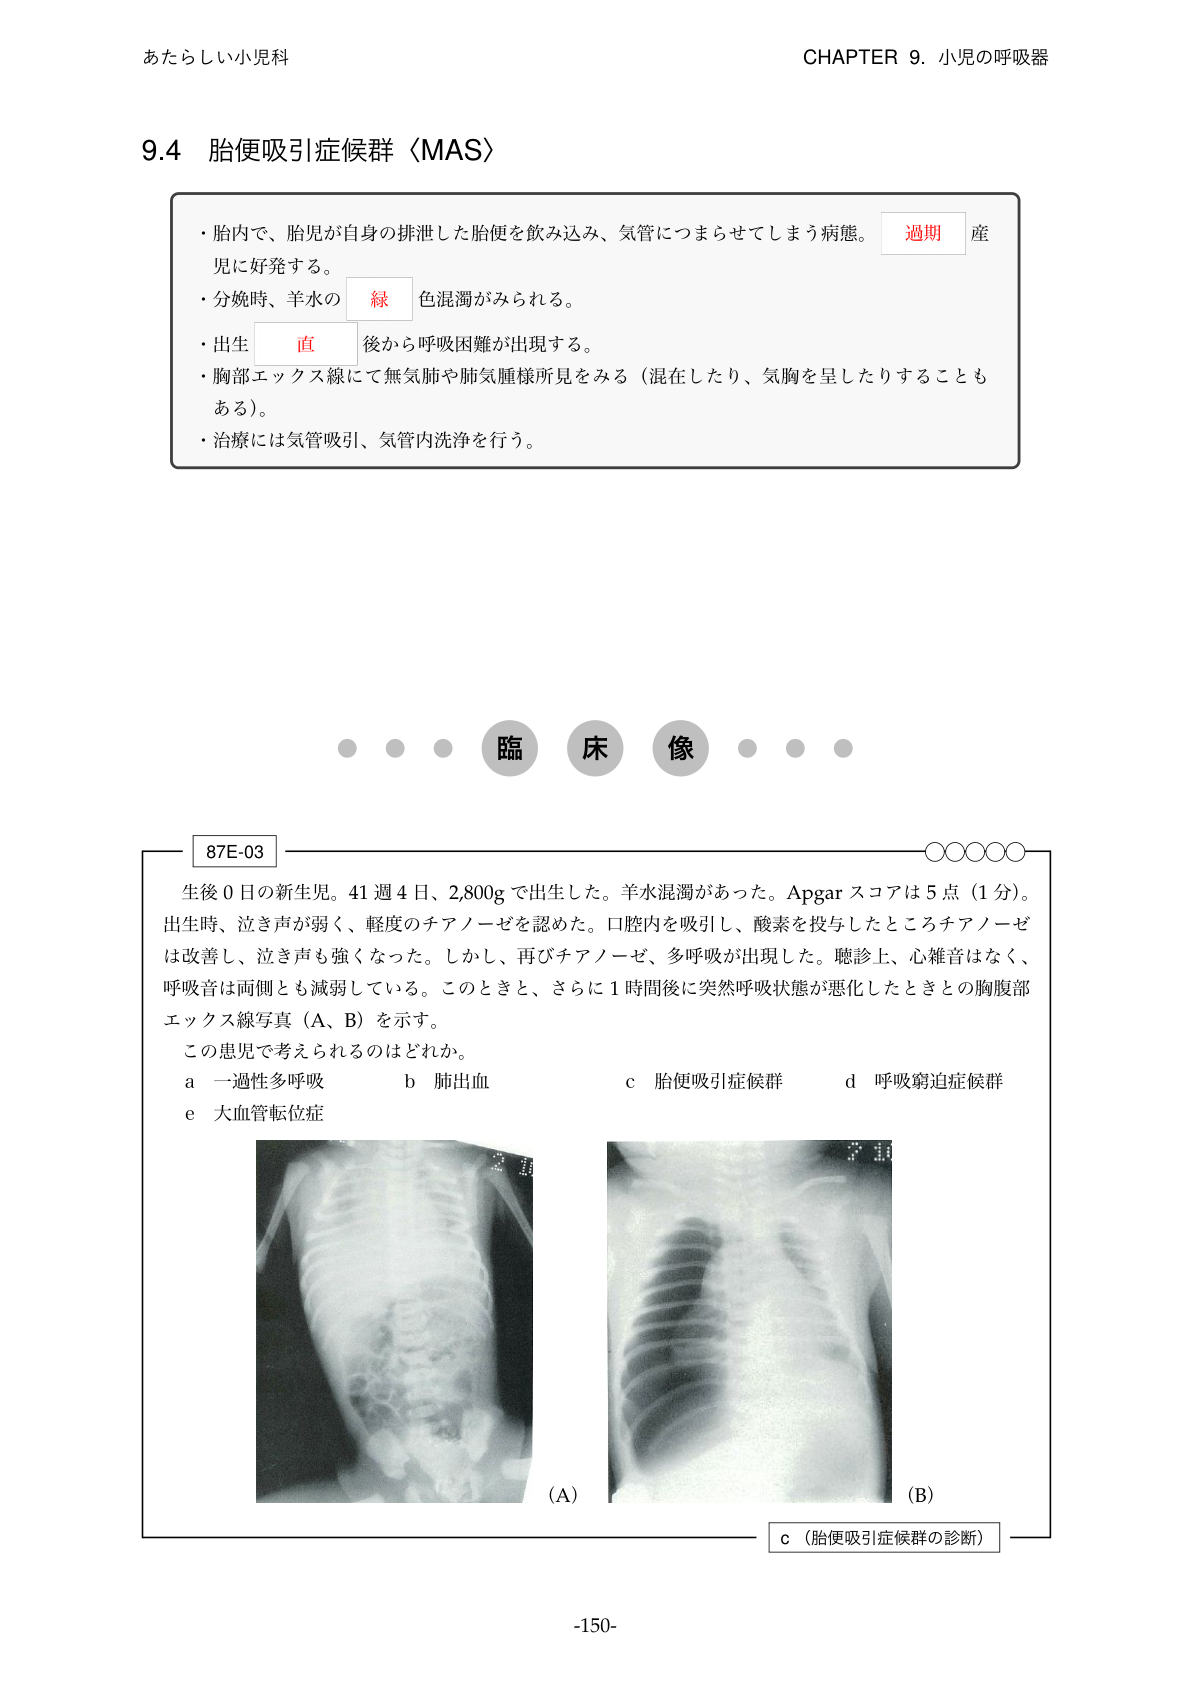 あたらしい小児科
CHAPTER 9. 小児の呼吸器
9.4 胎便吸引症候群〈MAS〉
・胎内で、胎児が自身の排泄した胎便を飲み込み、気管につまらせてしまう病態。 過期 産
児に好発する。
・分娩時、羊水の 緑 色混濁がみられる。
・出生 直 後から呼吸困難が出現する。
・胸部エックス線にて無気肺や肺気腫様所見をみる（混在したり、気胸を呈したりすることも
ある）。
・治療には気管吸引、気管内洗浄を行う。
臨床像
87E-03
生後 0 日の新生児。41 週 4 日、2,800g で出生した。羊水混濁があった。Apgar スコアは 5 点（1 分）。
出生時、泣き声が弱く、軽度のチアノーゼを認めた。口腔内を吸引し、酸素を投与したところチアノーゼ
は改善し、泣き声も強くなった。しかし、再びチアノーゼ、多呼吸が出現した。聴診上、心雑音はなく、
呼吸音は両側とも減弱している。このときと、さらに 1 時間後に突然呼吸状態が悪化したときとの胸腹部
エックス線写真（A、B）を示す。
この患児で考えられるのはどれか。
a 一過性多呼吸 b 肺出血 c 胎便吸引症候群 d 呼吸窮迫症候群
e 大血管転位症
（A） （B）
c （胎便吸引症候群の診断）
-150-